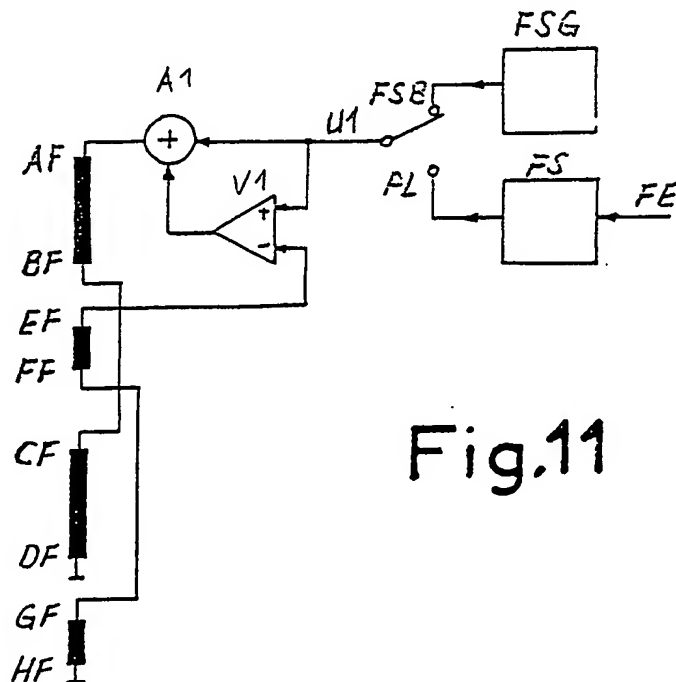 FSG
A1
FSB
U1
AF
+
V1
PL
FS
FE
+
-
BF
EF
FF
CF
Fig.11
DF
GF
HF